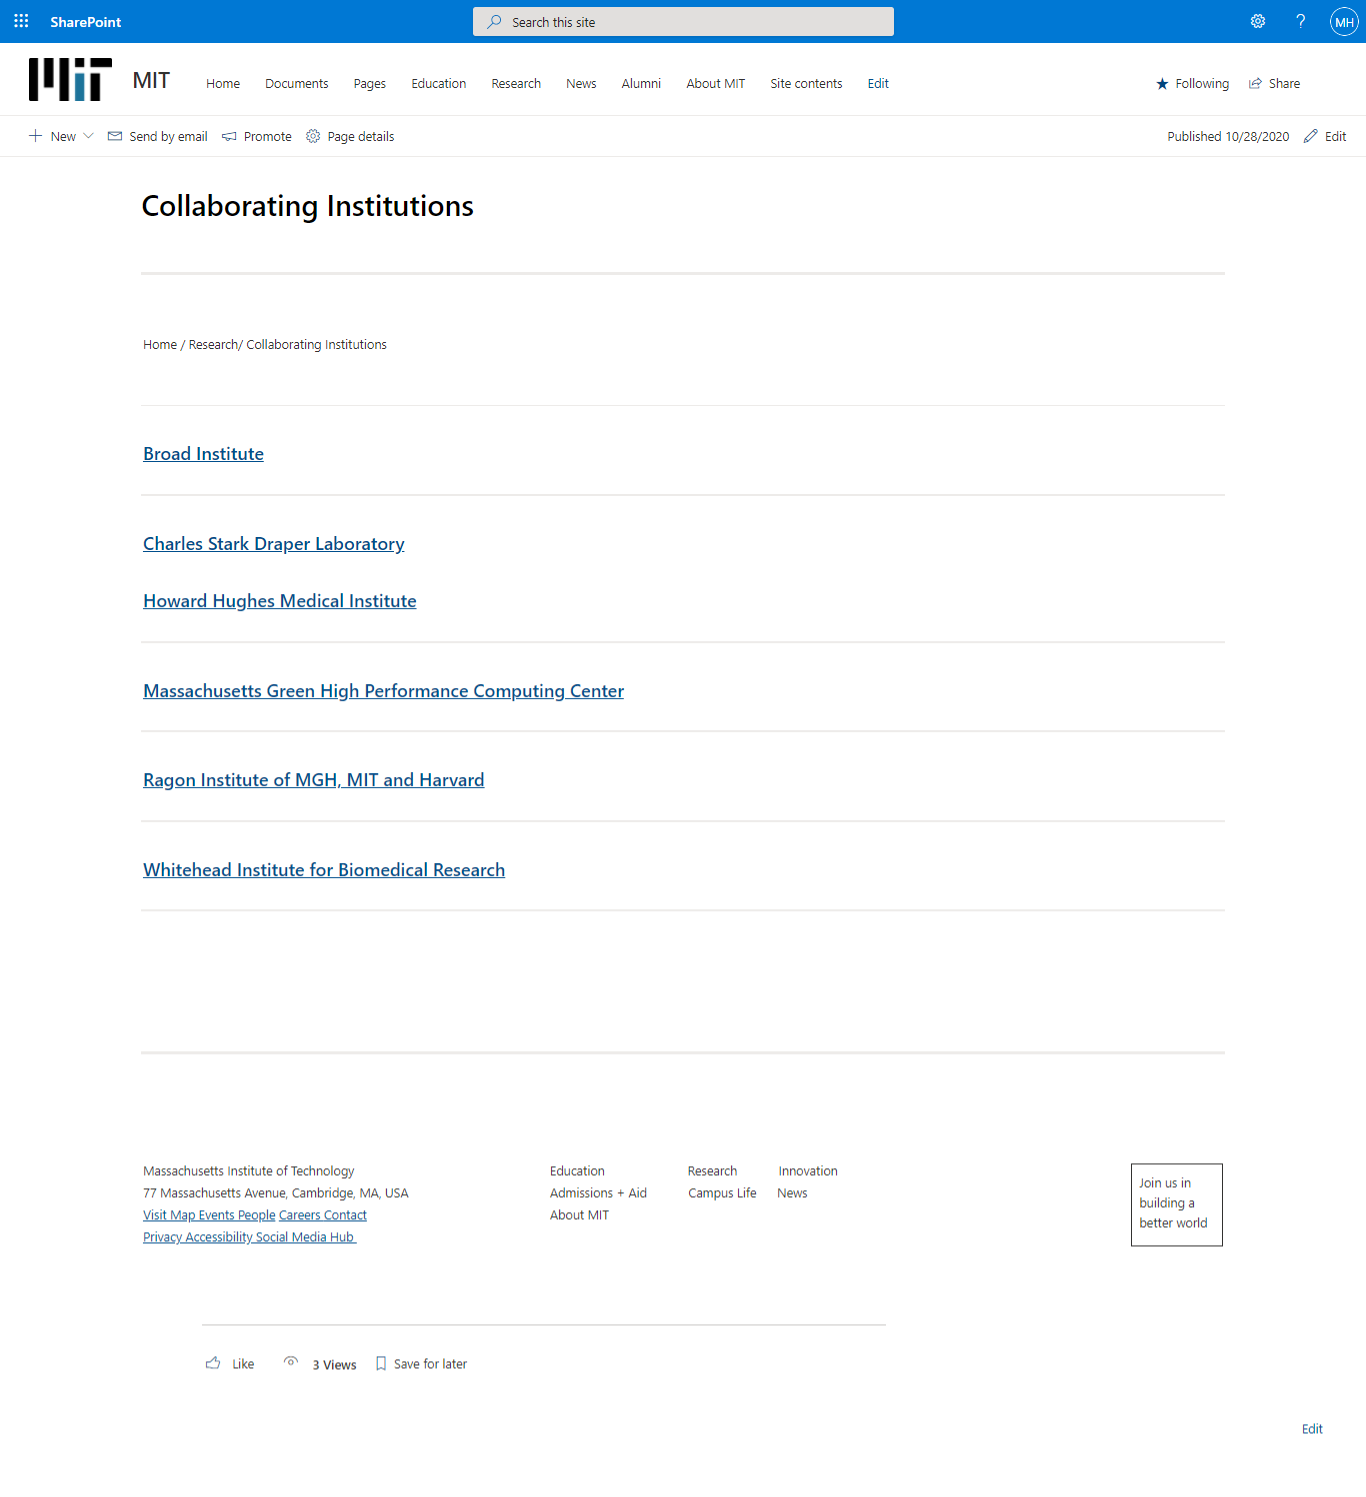 SharePoint
Search this site
?
MH
MIT
MIT
Home
Documents
Pages
Education
Research
News
Alumni
About MIT
Site contents
Edit
Following
Share
New
Send by email
Promote
Page details
Published 10/28/2020
Edit
Collaborating Institutions
Home / Research/ Collaborating Institutions
Broad Institute
Charles Stark Draper Laboratory
Howard Hughes Medical Institute
Massachusetts Green High Performance Computing Center
Ragon Institute of MGH, MIT and Harvard
Whitehead Institute for Biomedical Research
Massachusetts Institute of Technology
77 Massachusetts Avenue, Cambridge, MA, USA
Visit Map Events People Careers Contact
Privacy Accessibility Social Media Hub
Education Research Innovation
Admissions + Aid Campus Life News
About MIT
Join us in
building a
better world
Like
3 Views
Save for later
Edit